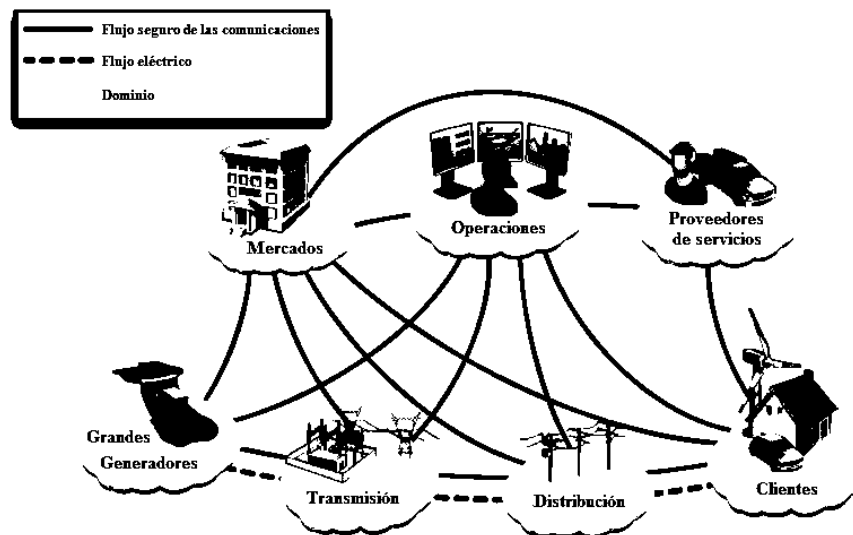 Flujo seguro de las comunicaciones
Flujo eléctrico
Dominio
Mercados
Operaciones
Proveedores
de servicios
Grandes
Generadores
Transmisión
Distribución
Clientes